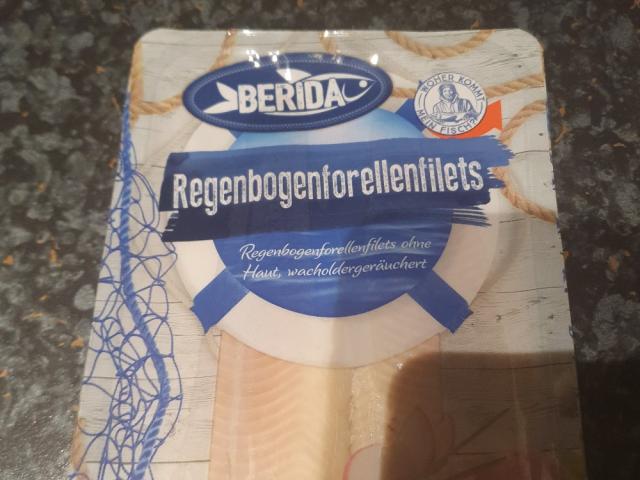 BERIDA
WOHER KOMMT
MEIN FISCH?
Regenbogenforellenfilets
Regenbogenforellenfilets ohne
Haut, wacholdergeräuchert